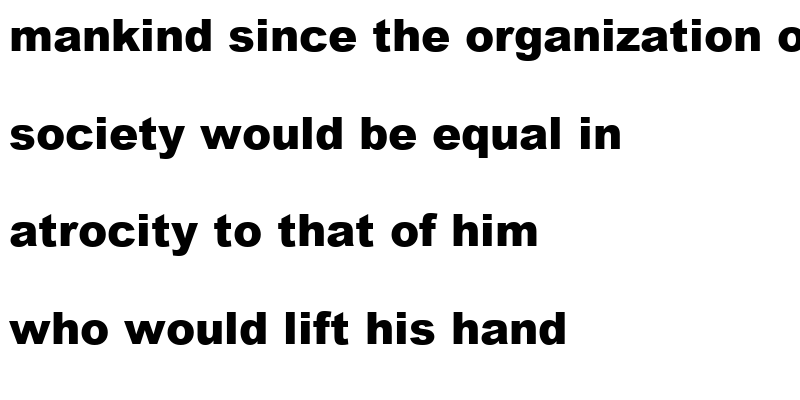 mankind since the organization o
society would be equal in
atrocity to that of him
who would lift his hand